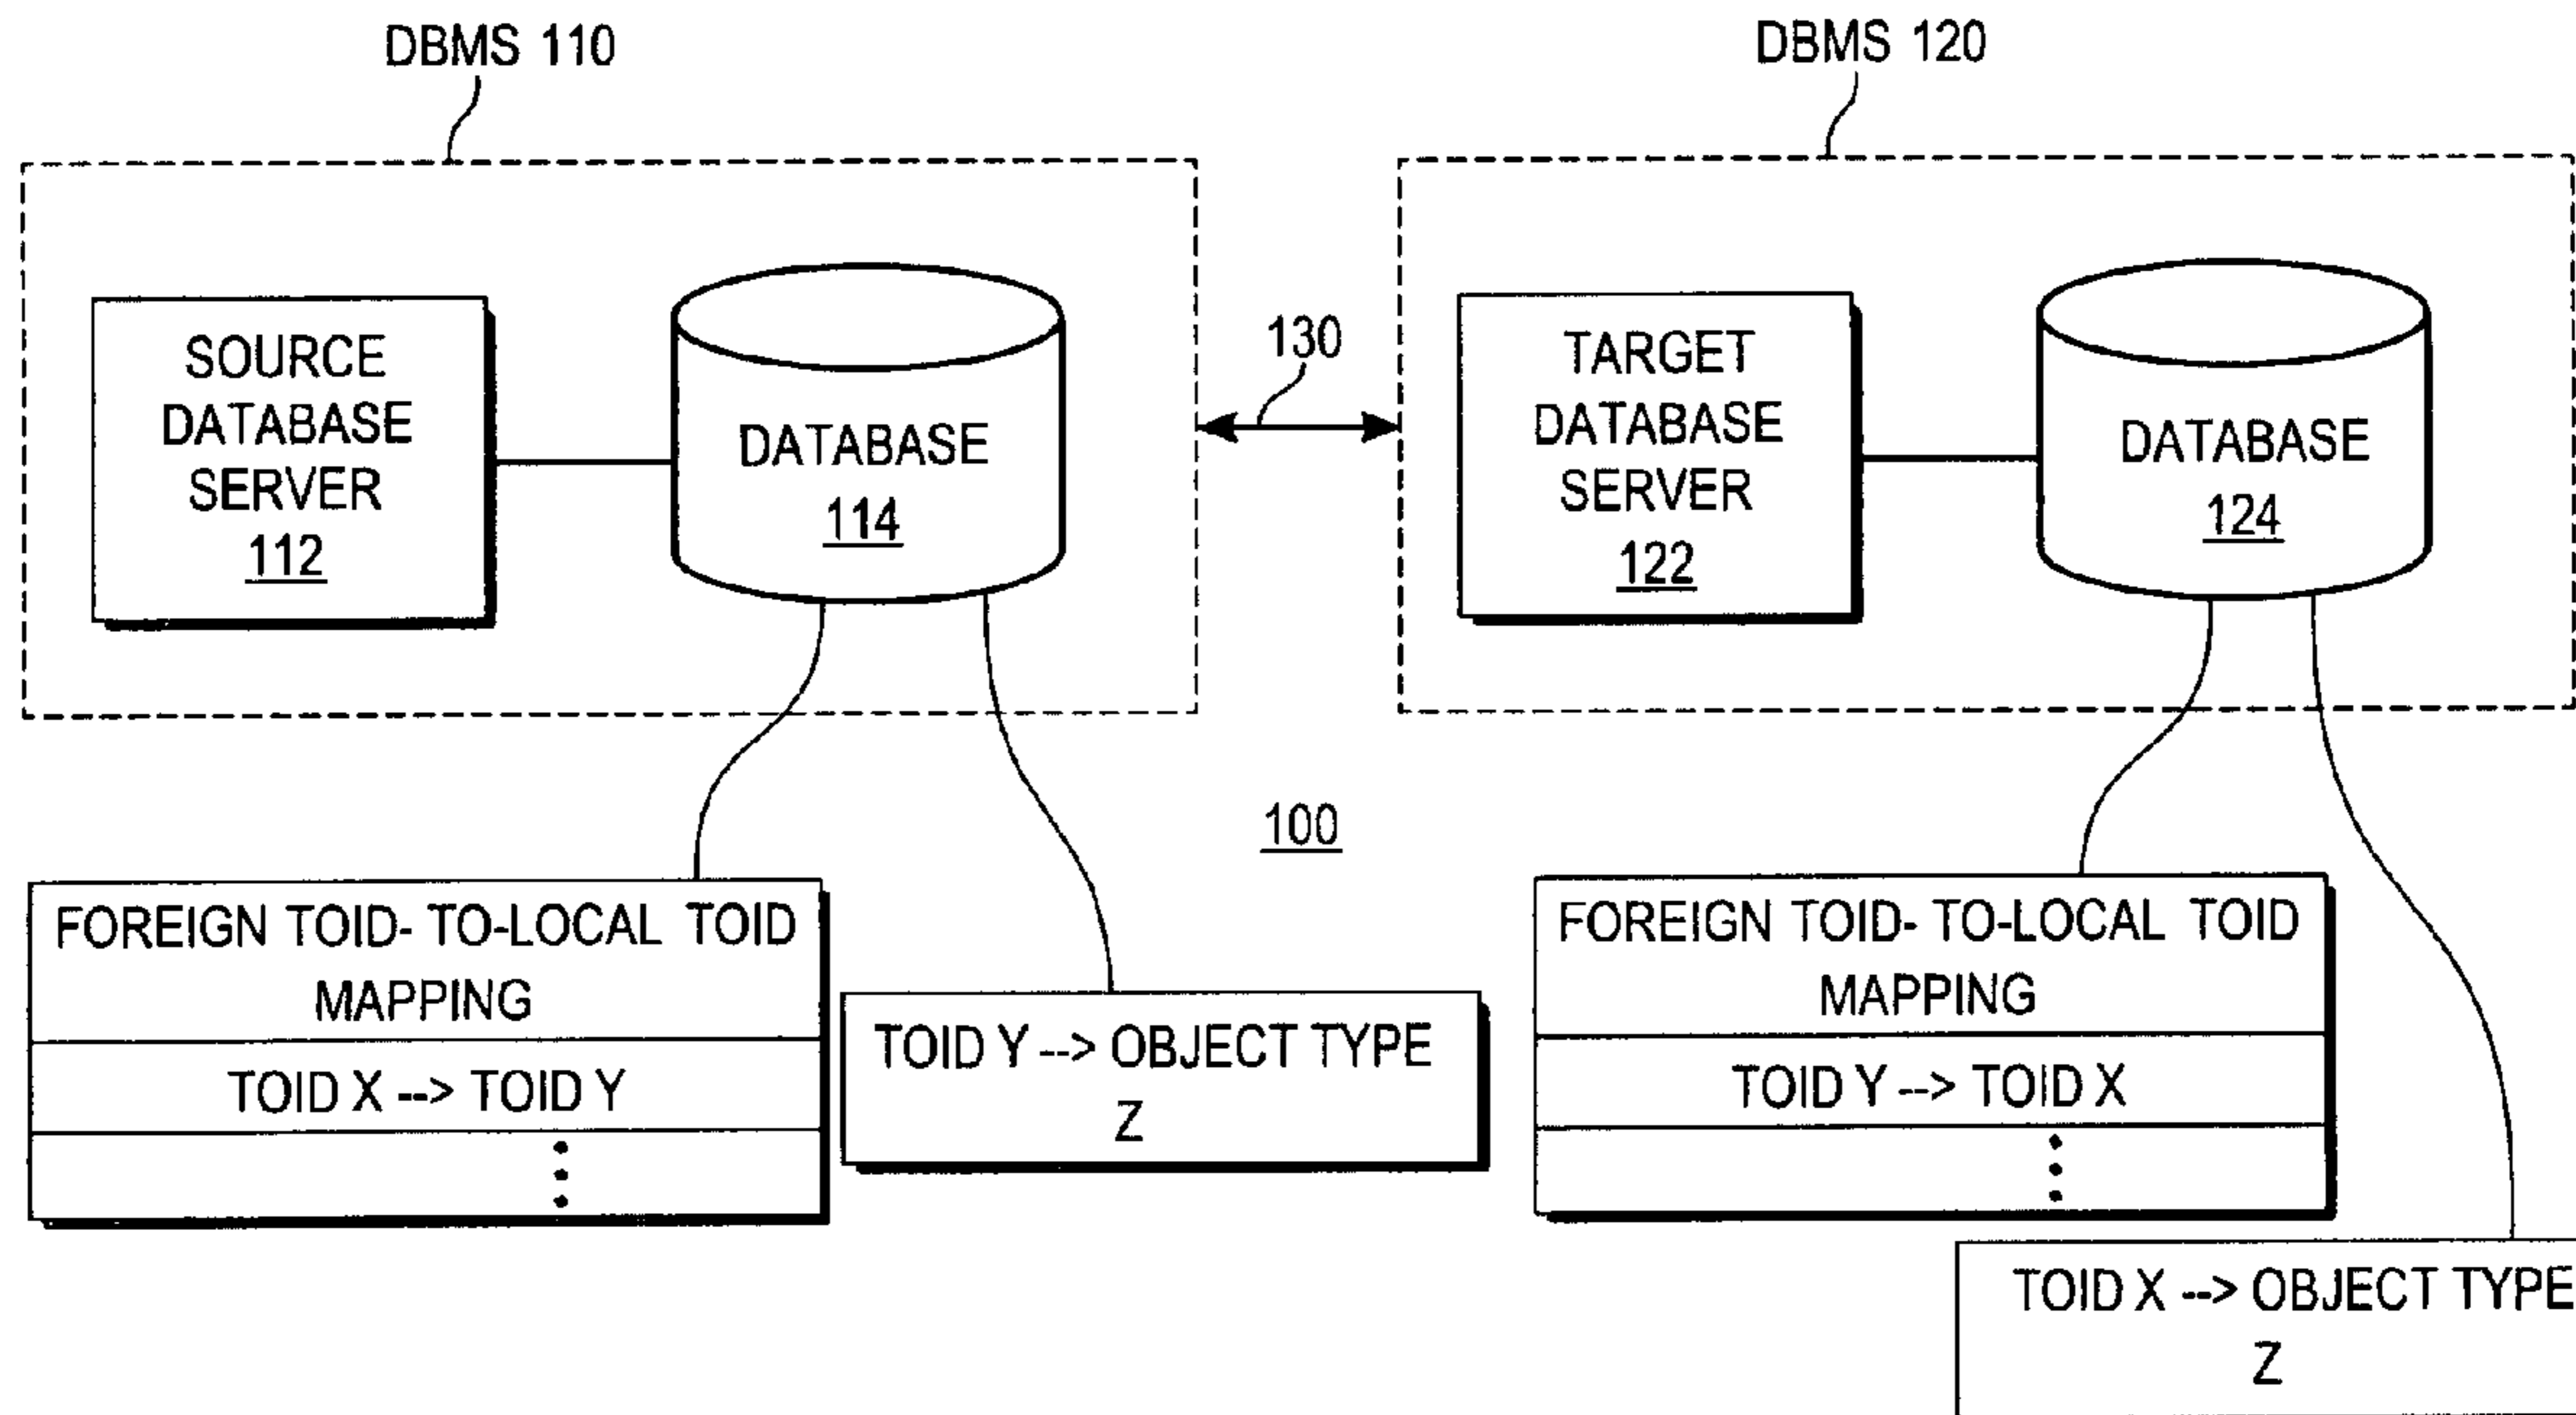 DBMS 110
DBMS 120
SOURCE
DATABASE
SERVER
112
DATABASE
114
130
TARGET
DATABASE
SERVER
122
DATABASE
124
100
FOREIGN TOID- TO-LOCAL TOID
MAPPING
TOID X --> TOID Y
TOID Y --> OBJECT TYPE
Z
FOREIGN TOID- TO-LOCAL TOID
MAPPING
TOID Y --> TOID X
TOID X --> OBJECT TYPE
Z